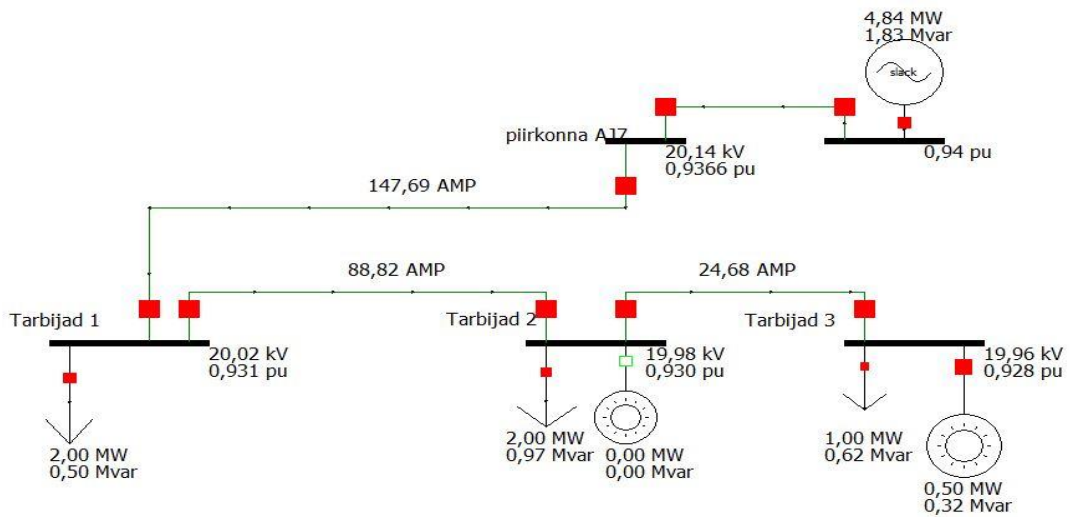 4,84 MW
1,83 Mvar
slack
piirkonna AJ7
20,14 kV
0,9366 pu
0,94 pu
147,69 AMP
88,82 AMP
24,68 AMP
Tarbijad 1
Tarbijad 2
Tarbijad 3
20,02 kV
0,931 pu
19,98 kV
0,930 pu
19,96 kV
0,928 pu
2,00 MW
0,50 Mvar
2,00 MW
0,97 Mvar
0,00 MW
0,00 Mvar
1,00 MW
0,62 Mvar
0,50 MW
0,32 Mvar